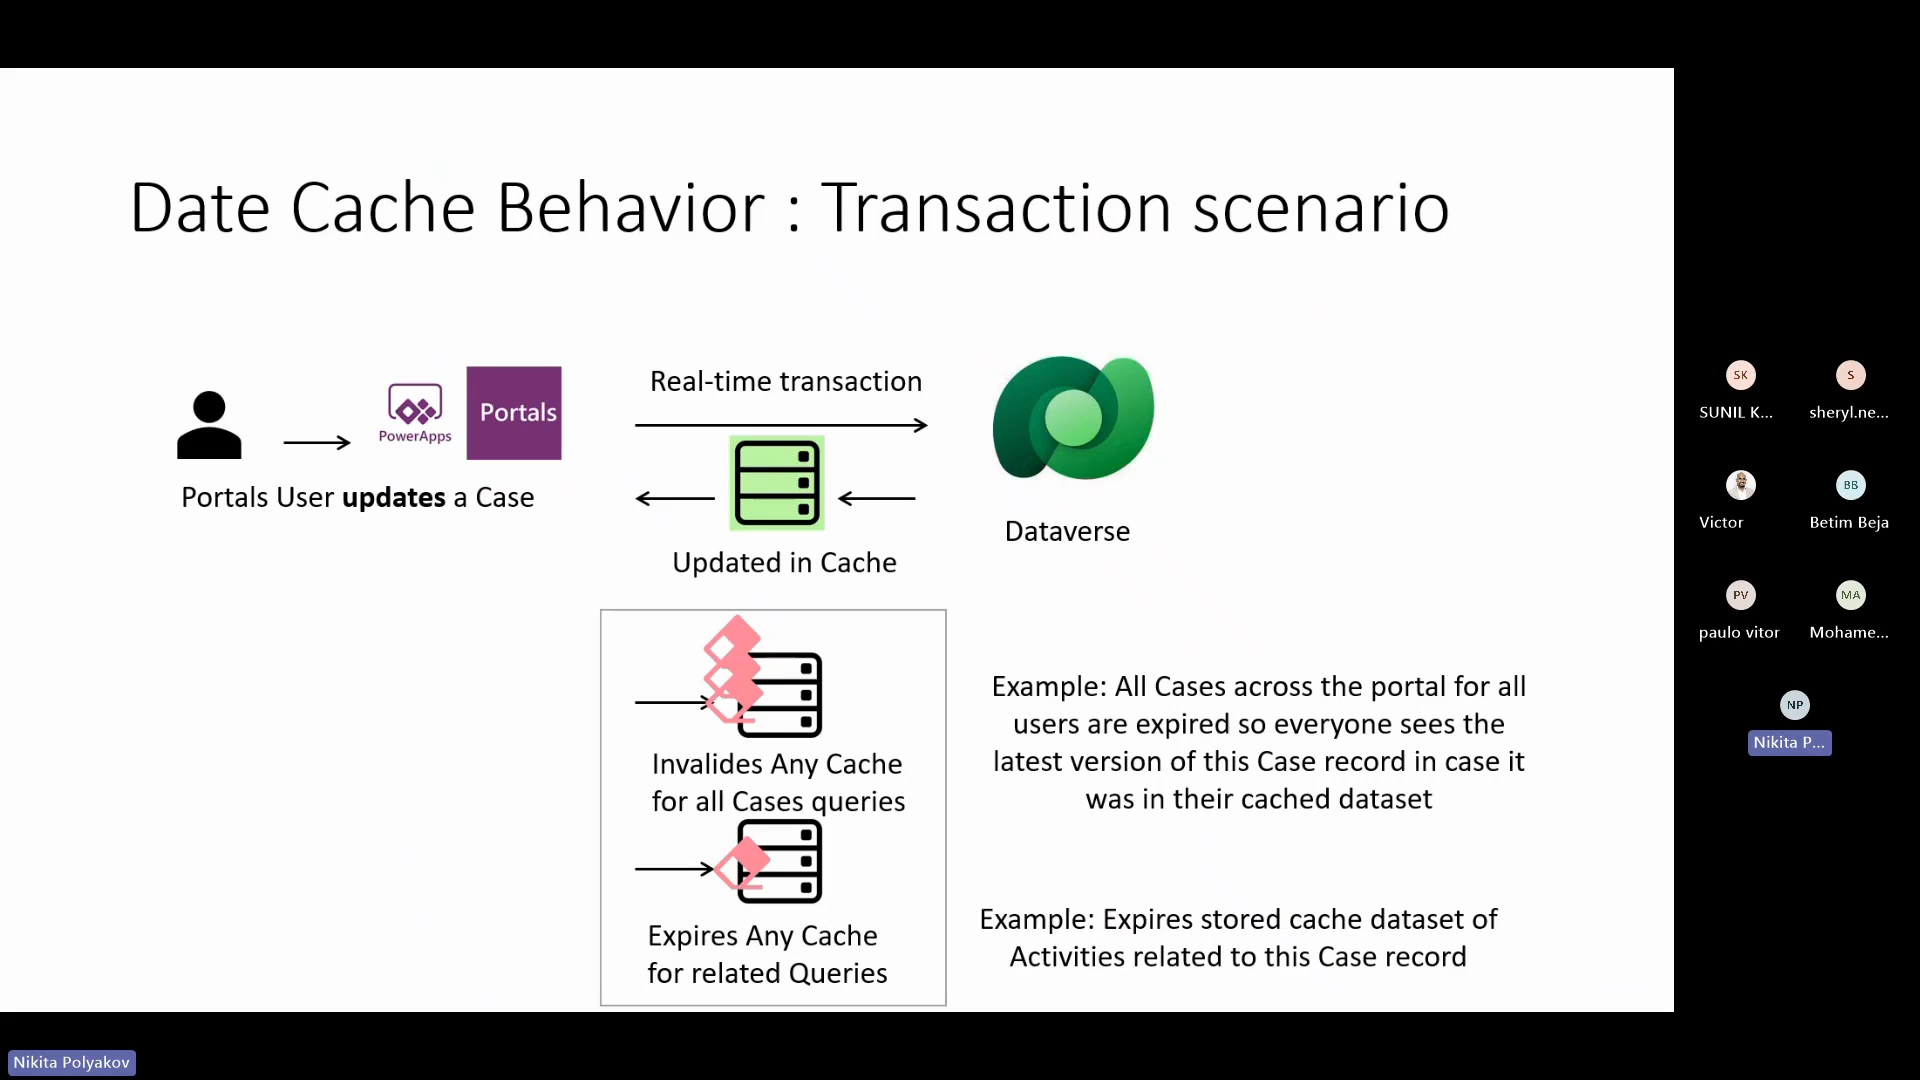 Date Cache Behavior : Transaction scenario
PowerApps
Portals
Portals User updates a Case
Real-time transaction
Updated in Cache
Dataverse
Invalides Any Cache
for all Cases queries
Example: All Cases across the portal for all
users are expired so everyone sees the
latest version of this Case record in case it
was in their cached dataset
Expires Any Cache
for related Queries
Example: Expires stored cache dataset of
Activities related to this Case record
SK
SUNIL K...
S
sheryl.ne...
Victor
BB
Betim Beja
PV
paulo vitor
MA
Mohame...
NP
Nikita P...
Nikita Polyakov